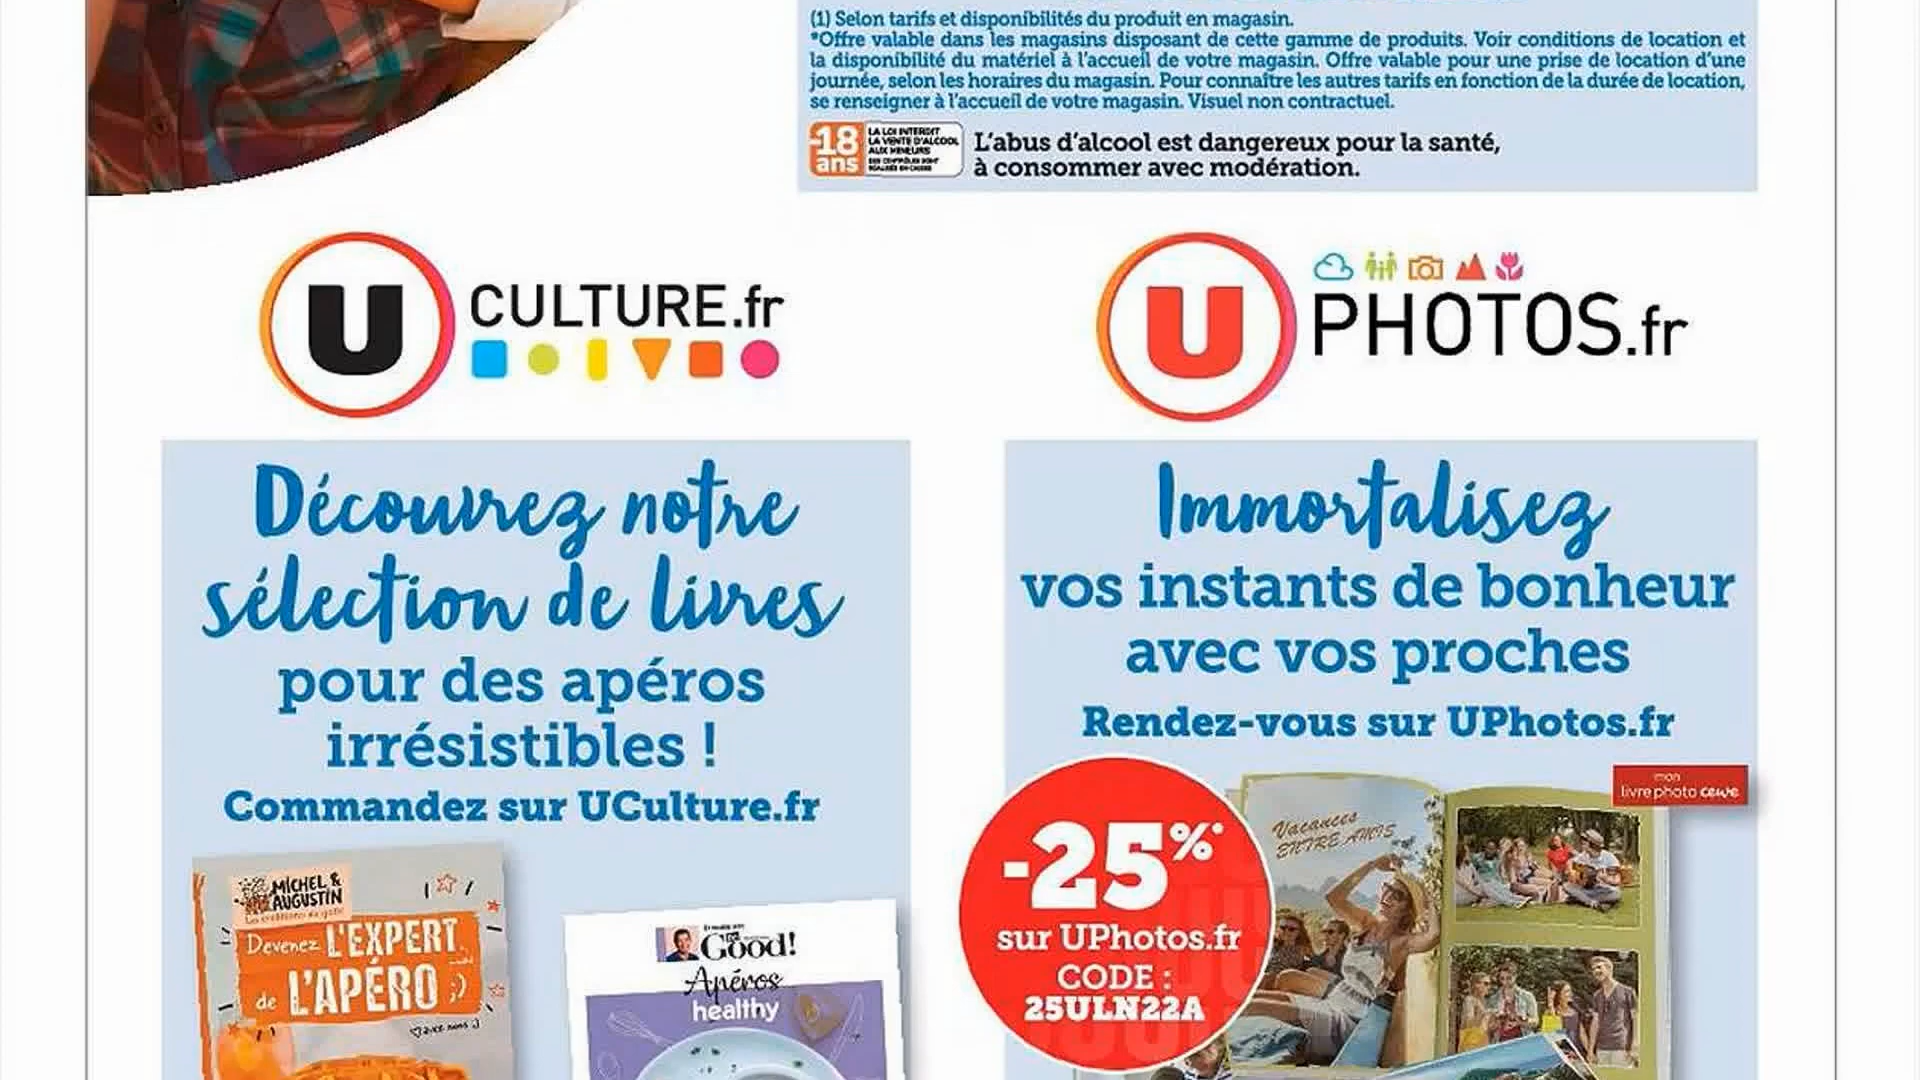 (1) Selon tarifs et disponibilités du produit en magasin.
*Offre valable dans les magasins disposant de cette gamme de produits. Voir conditions de location et
la disponibilité du matériel à l'accueil de votre magasin. Offre valable pour une prise de location d'une
journée, selon les horaires du magasin. Pour connaître les autres tarifs en fonction de la durée de location,
se renseigner à l'accueil de votre magasin. Visuel non contractuel.
-18 ans
LA LOI INTERDIT
LA VENTE D'ALCOOL
AUX MINEURS
DES CONTRÔLES SONT
RÉALISÉS EN CAISSE
L'abus d'alcool est dangereux pour la santé,
à consommer avec modération.
U CULTURE.fr
U PHOTOS.fr
Découvrez notre
sélection de livres
pour des apéros
irrésistibles !
Commandez sur UCulture.fr
MICHEL &
AUGUSTIN
Devenez L'EXPERT
de L'APÉRO ;)
Good!
Apéros
healthy
Immortalisez
vos instants de bonheur
avec vos proches
Rendez-vous sur UPhotos.fr
mon
livre photo cewe
-25%*
sur UPhotos.fr
CODE :
25ULN22A
Vacances
ENTRE AMIS